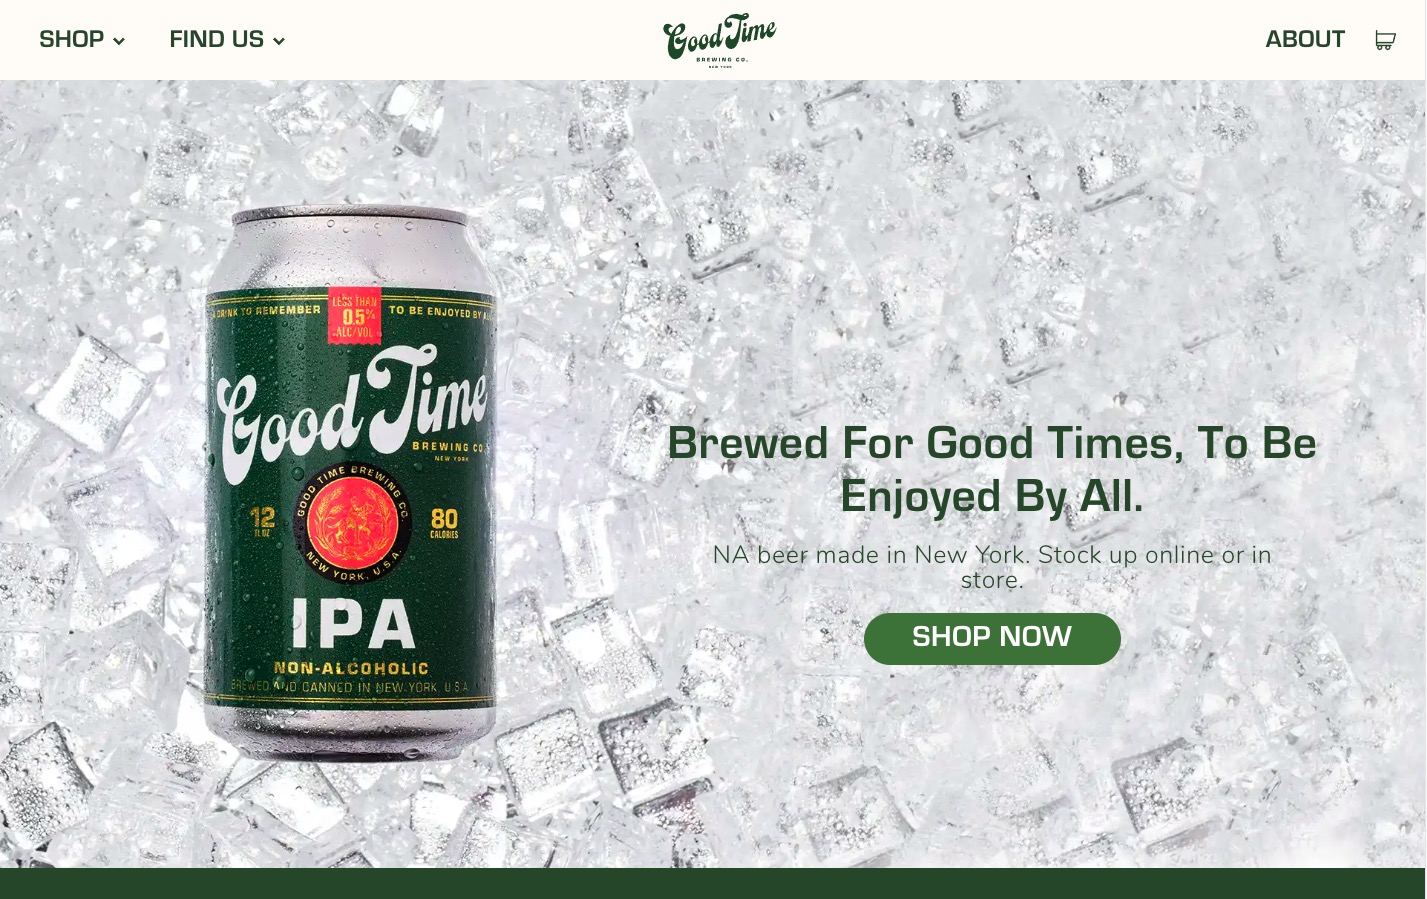 SHOP
FIND US
Good Time
BREWING CO.
NEW YORK
ABOUT
LESS THAN
0.5%
ALC/VOL
A DRINK TO REMEMBER
TO BE ENJOYED BY ALL
Good Time
BREWING CO.
NEW YORK
GOOD TIME BREWING CO.
NEW YORK, U.S.A.
12
FL OZ
80
CALORIES
IPA
NON-ALCOHOLIC
BREWED AND CANNED IN NEW YORK, U.S.A
Brewed For Good Times, To Be
Enjoyed By All.
NA beer made in New York. Stock up online or in
store.
SHOP NOW